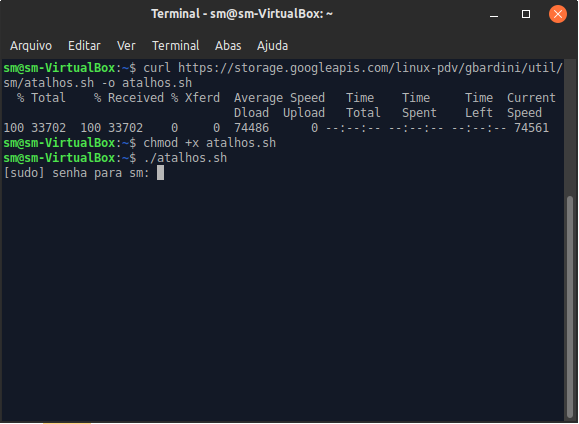 Terminal - sm@sm-VirtualBox: ~
Arquivo Editar Ver Terminal Abas Ajuda
sm@sm-VirtualBox:~$ curl https://storage.googleapis.com/linux-pdv/gbardini/util/
sm/atalhos.sh -o atalhos.sh
% Total % Received % Xferd Average Speed Time Time Time Current
Dload Upload Total Spent Left Speed
100 33702 100 33702 0 0 74486 0 --:--:-- --:--:-- --:--:-- 74561
sm@sm-VirtualBox:~$ chmod +x atalhos.sh
sm@sm-VirtualBox:~$ ./atalhos.sh
[sudo] senha para sm: